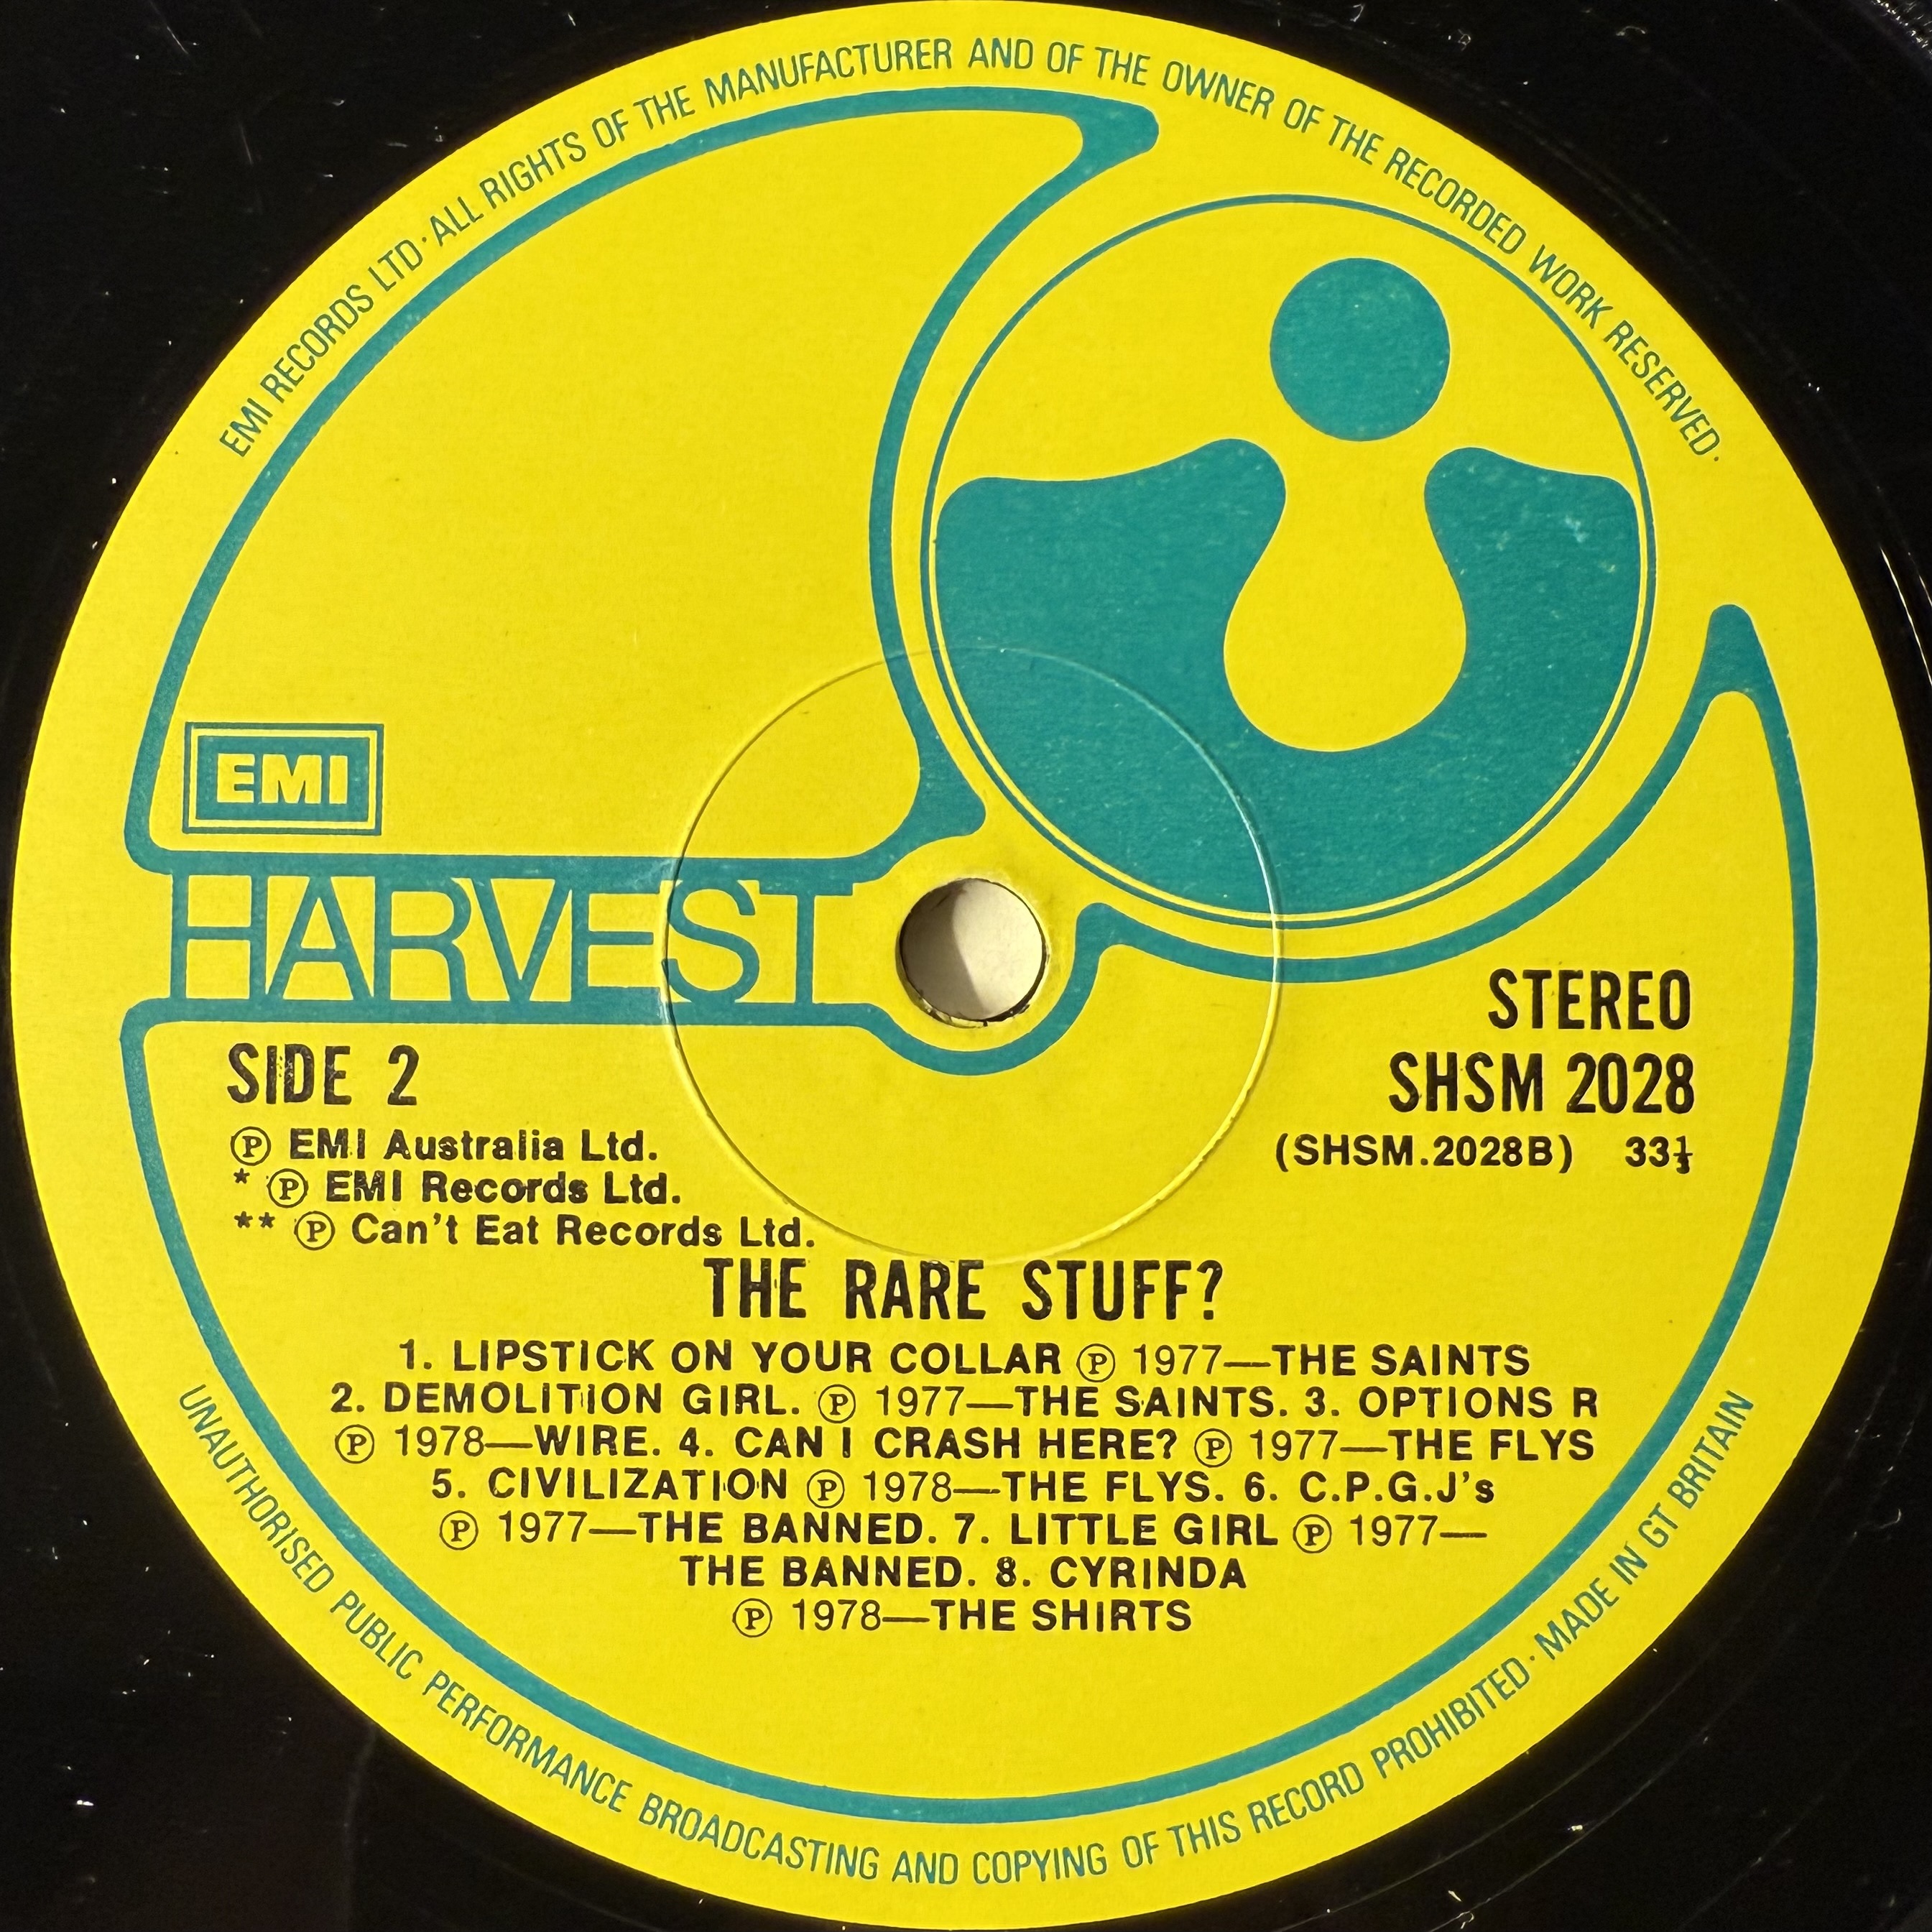 EMI RECORDS LTD · ALL RIGHTS OF THE MANUFACTURER AND OF THE OWNER OF THE RECORDED WORK RESERVED ·
EMI
HARVEST
STEREO
SIDE 2
SHSM 2028
(SHSM.2028B) 33⅓
Ⓟ EMI Australia Ltd.
* Ⓟ EMI Records Ltd.
** Ⓟ Can't Eat Records Ltd.
THE RARE STUFF?
1. LIPSTICK ON YOUR COLLAR Ⓟ 1977—THE SAINTS
2. DEMOLITION GIRL. Ⓟ 1977—THE SAINTS. 3. OPTIONS R
Ⓟ 1978—WIRE. 4. CAN I CRASH HERE? Ⓟ 1977—THE FLYS
5. CIVILIZATION Ⓟ 1978—THE FLYS. 6. C.P.G.J's
Ⓟ 1977—THE BANNED. 7. LITTLE GIRL Ⓟ 1977—
THE BANNED. 8. CYRINDA
Ⓟ 1978—THE SHIRTS
UNAUTHORISED PUBLIC PERFORMANCE BROADCASTING AND COPYING OF THIS RECORD PROHIBITED · MADE IN GT BRITAIN